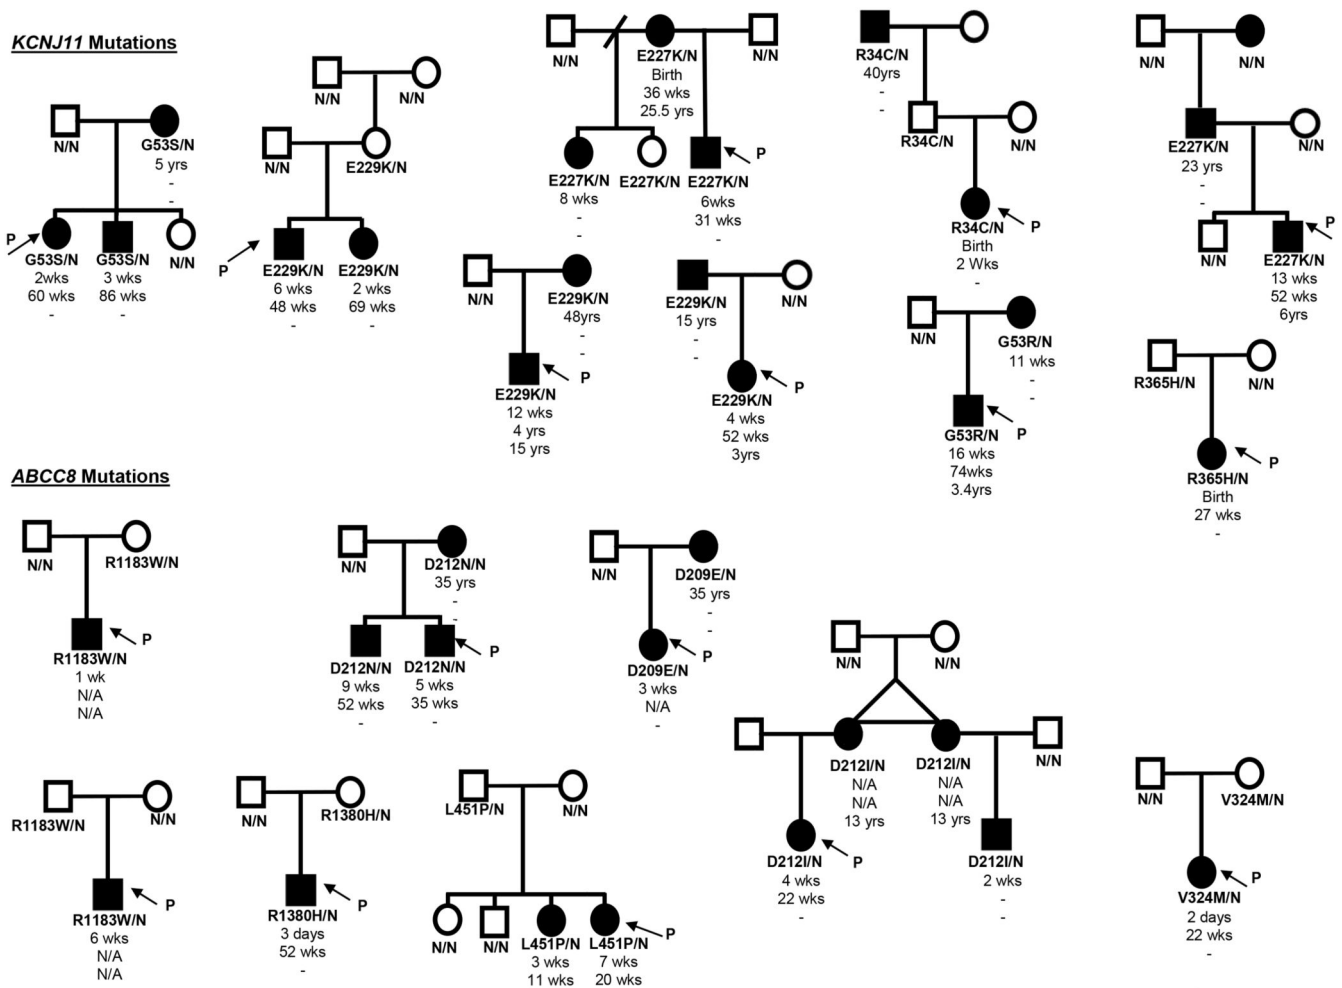 KCNJ11 Mutations
N/N
G53S/N
5 yrs
-
-
P
G53S/N
2wks
60 wks
-
G53S/N
3 wks
86 wks
-
N/N
N/N
N/N
N/N
E229K/N
P
E229K/N
6 wks
48 wks
-
E229K/N
2 wks
69 wks
-
N/N
E227K/N
Birth
36 wks
25.5 yrs
N/N
E227K/N
8 wks
-
-
E227K/N
P
E227K/N
6wks
31 wks
-
N/N
E229K/N
48yrs
-
-
P
E229K/N
12 wks
4 yrs
15 yrs
E229K/N
15 yrs
-
-
N/N
P
E229K/N
4 wks
52 wks
3yrs
R34C/N
40yrs
-
-
R34C/N
N/N
P
R34C/N
Birth
2 Wks
-
N/N
G53R/N
11 wks
-
-
P
G53R/N
16 wks
74wks
3.4yrs
N/N
N/N
E227K/N
23 yrs
-
-
N/N
N/N
P
E227K/N
13 wks
52 wks
6yrs
R365H/N
N/N
P
R365H/N
Birth
27 wks
-
ABCC8 Mutations
N/N
R1183W/N
P
R1183W/N
1 wk
N/A
N/A
N/N
D212N/N
35 yrs
-
-
D212N/N
9 wks
52 wks
-
P
D212N/N
5 wks
35 wks
-
N/N
D209E/N
35 yrs
-
-
P
D209E/N
3 wks
N/A
-
N/N
N/N
D212I/N
N/A
N/A
13 yrs
D212I/N
N/A
N/A
13 yrs
N/N
P
D212I/N
4 wks
22 wks
-
D212I/N
2 wks
-
-
R1183W/N
N/N
P
R1183W/N
6 wks
N/A
N/A
N/N
R1380H/N
P
R1380H/N
3 days
52 wks
-
L451P/N
N/N
N/N
N/N
L451P/N
3 wks
11 wks
P
L451P/N
7 wks
20 wks
N/N
V324M/N
P
V324M/N
2 days
22 wks
-